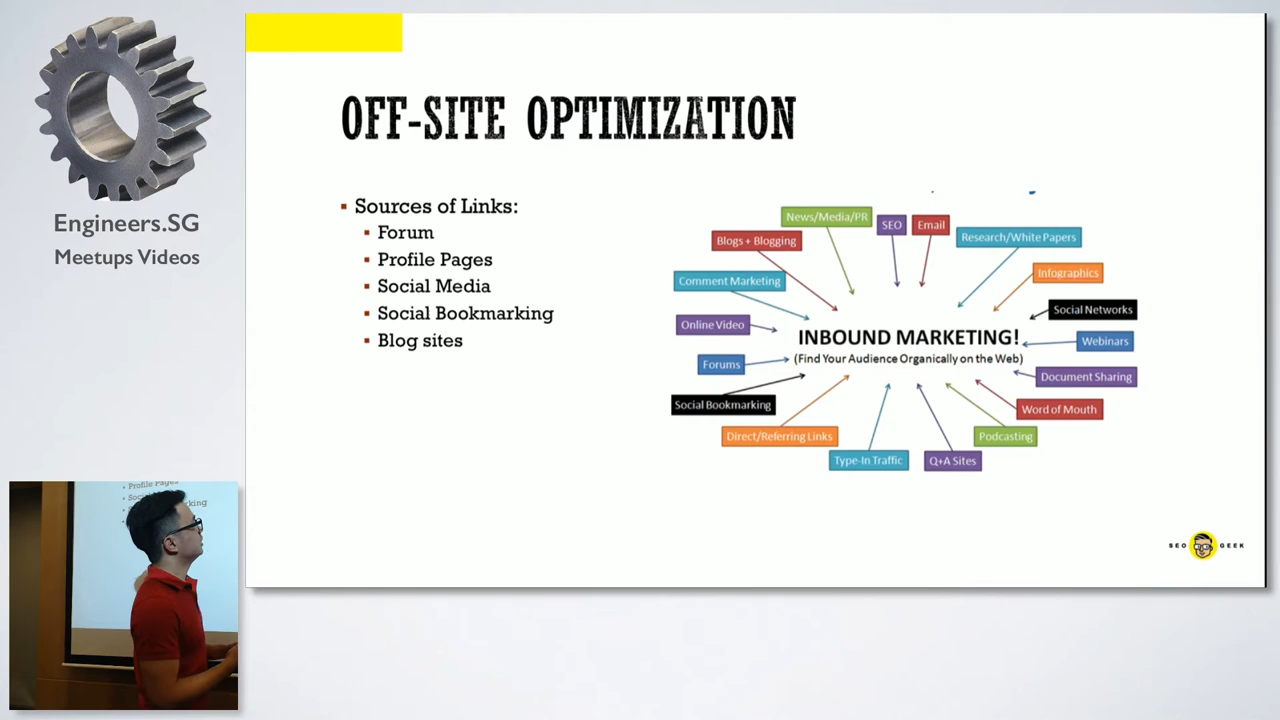 Engineers.SG
Meetups Videos
OFF-SITE OPTIMIZATION
Sources of Links:
Forum
Profile Pages
Social Media
Social Bookmarking
Blog sites
News/Media/PR
SEO
Email
Blogs + Blogging
Research/White Papers
Comment Marketing
Infographics
Online Video
Social Networks
INBOUND MARKETING!
(Find Your Audience Organically on the Web)
Webinars
Forums
Document Sharing
Social Bookmarking
Word of Mouth
Direct/Referring Links
Podcasting
Type-In Traffic
Q+A Sites
SEO GEEK
Profile Pages